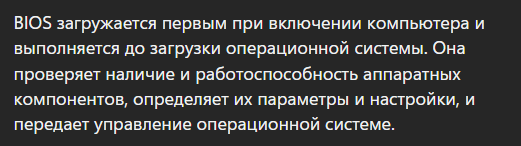 BIOS загружается первым при включении компьютера и
выполняется до загрузки операционной системы. Она
проверяет наличие и работоспособность аппаратных
компонентов, определяет их параметры и настройки, и
передает управление операционной системе.